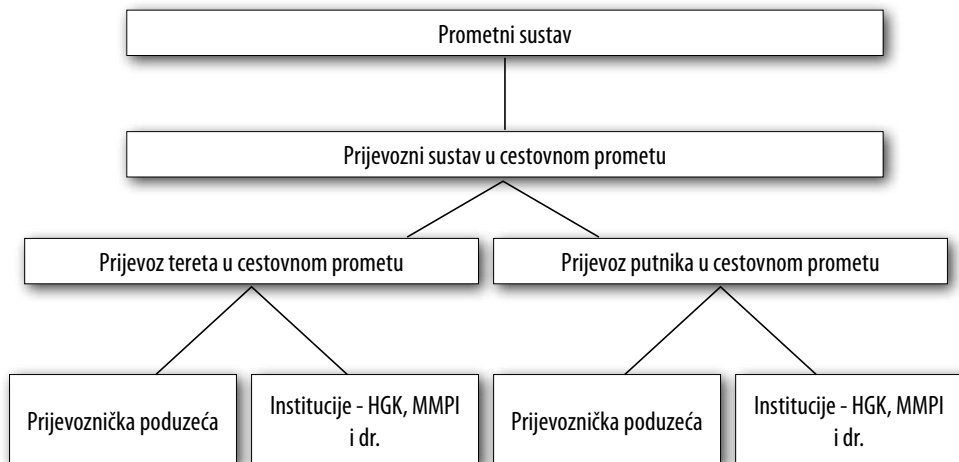 Prometni sustav
Prijevozni sustav u cestovnom prometu
Prijevoz tereta u cestovnom prometu
Prijevoz putnika u cestovnom prometu
Prijevoznička poduzeća
Institucije - HGK, MMPI
i dr.
Prijevoznička poduzeća
Institucije - HGK, MMPI
i dr.